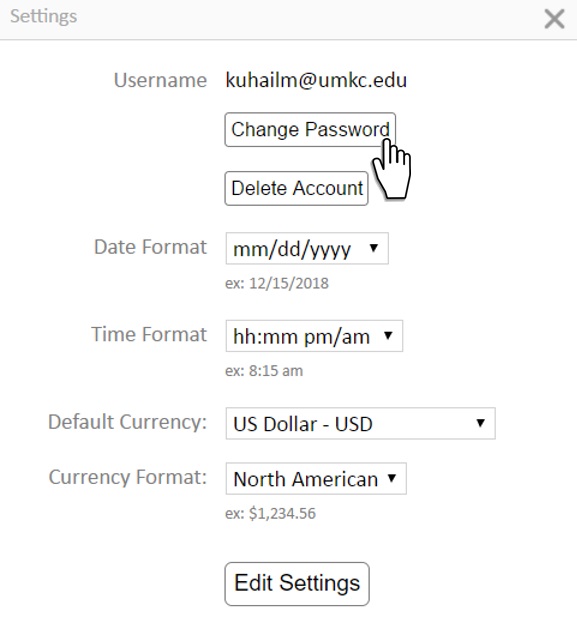 Settings
Username kuhailm@umkc.edu
Change Password
Delete Account
Date Format mm/dd/yyyy
ex: 12/15/2018
Time Format hh:mm pm/am
ex: 8:15 am
Default Currency: US Dollar - USD
Currency Format: North American
ex: $1,234.56
Edit Settings